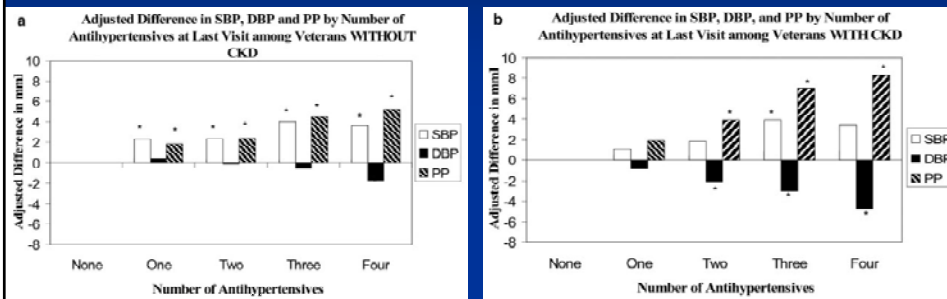 a
Adjusted Difference in SBP, DBP and PP by Number of
Antihypertensives at Last Visit among Veterans WITHOUT
CKD
Adjusted Difference in mml
10
8
6
4
2
0
-2
-4
-6
-8
* * * * * * * *
SBP
DBP
PP
None One Two Three Four
Number of Antihypertensives
b
Adjusted Difference in SBP, DBP, and PP by Number of
Antihypertensives at Last Visit among Veterans WITH CKD
Adjusted Difference in mml
10
8
6
4
2
0
-2
-4
-6
-8
* * * * * * *
SBP
DBP
PP
None One Two Three Four
Number of Antihypertensives